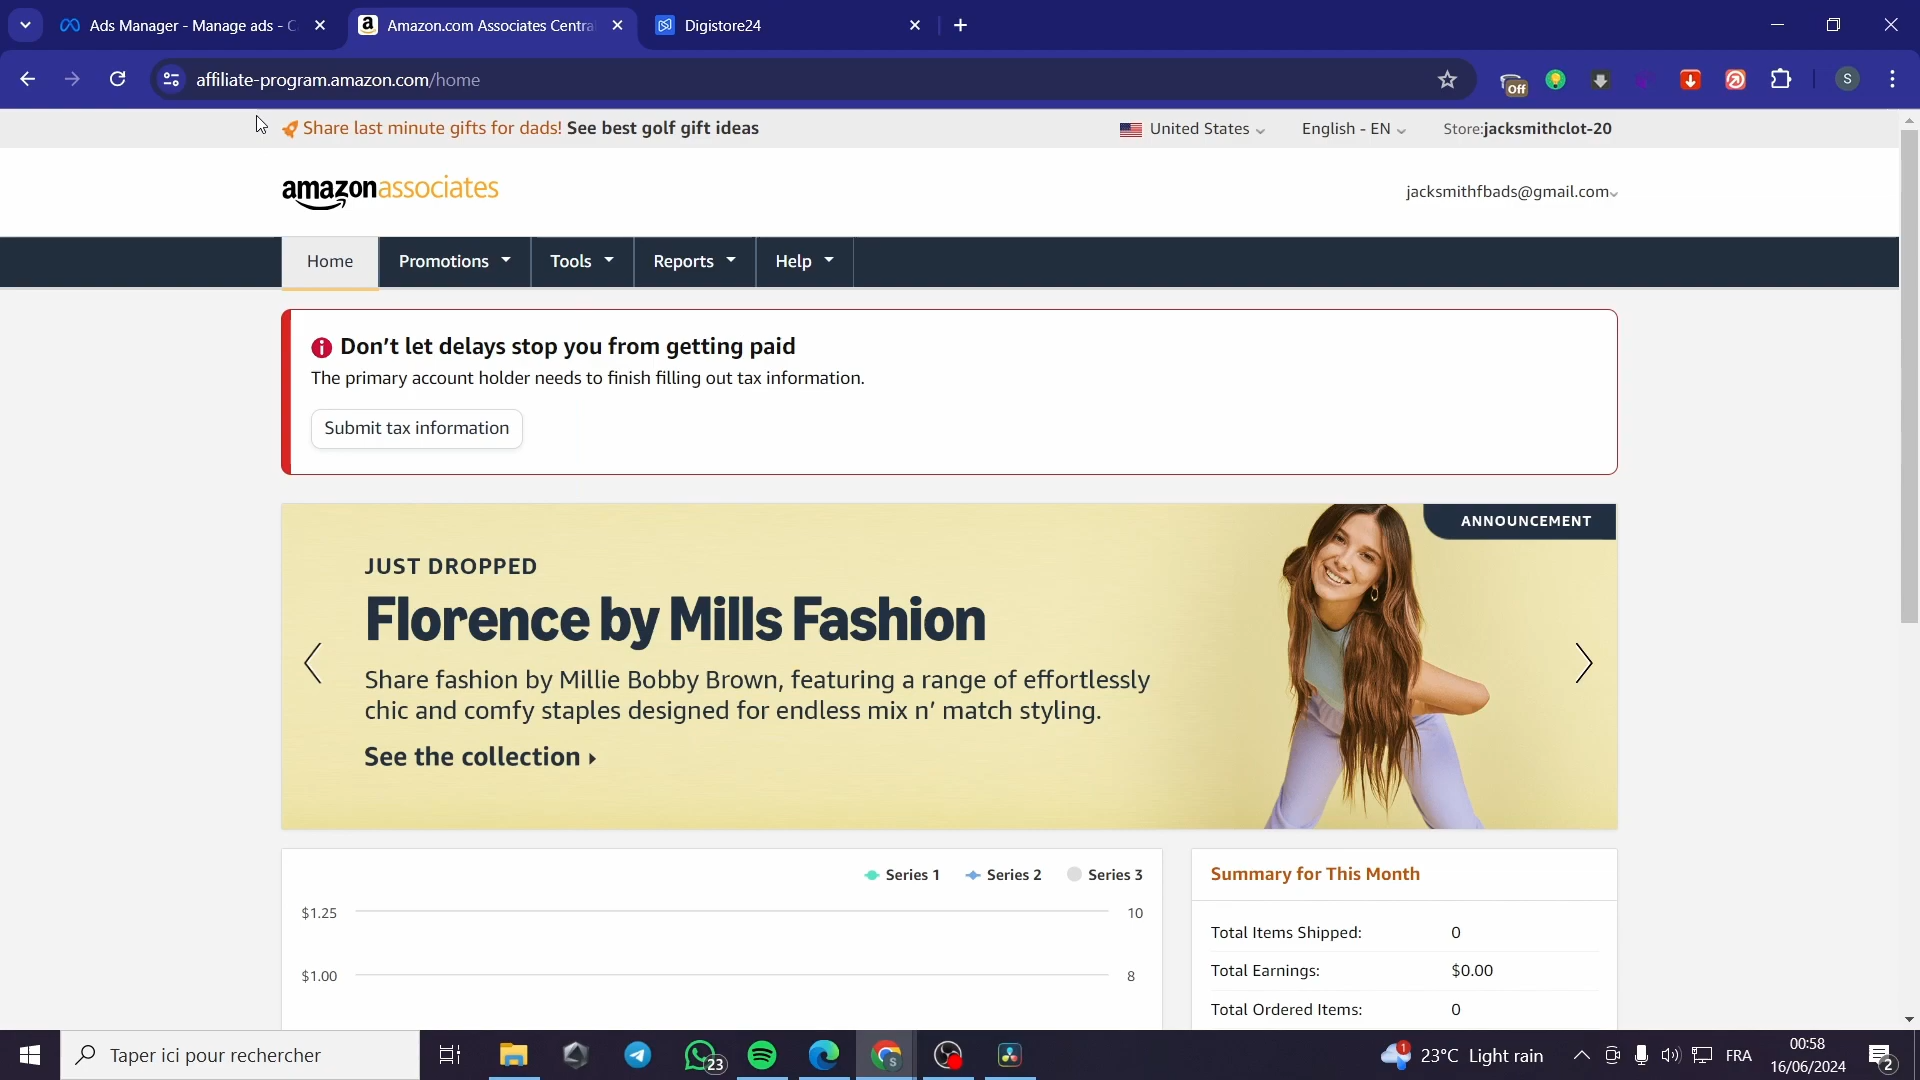 Ads Manager - Manage ads - C
Amazon.com Associates Centra
Digistore24
affiliate-program.amazon.com/home
Off
S
Share last minute gifts for dads! See best golf gift ideas
United States
English - EN
Store:jacksmithclot-20
amazonassociates
jacksmithfbads@gmail.com
Home
Promotions
Tools
Reports
Help
Don't let delays stop you from getting paid
The primary account holder needs to finish filling out tax information.
Submit tax information
ANNOUNCEMENT
JUST DROPPED
Florence by Mills Fashion
Share fashion by Millie Bobby Brown, featuring a range of effortlessly
chic and comfy staples designed for endless mix n' match styling.
See the collection
Series 1
Series 2
Series 3
$1.25
10
$1.00
8
Summary for This Month
Total Items Shipped: 0
Total Earnings: $0.00
Total Ordered Items: 0
Taper ici pour rechercher
23
S
1
23°C Light rain
FRA
00:58
16/06/2024
2